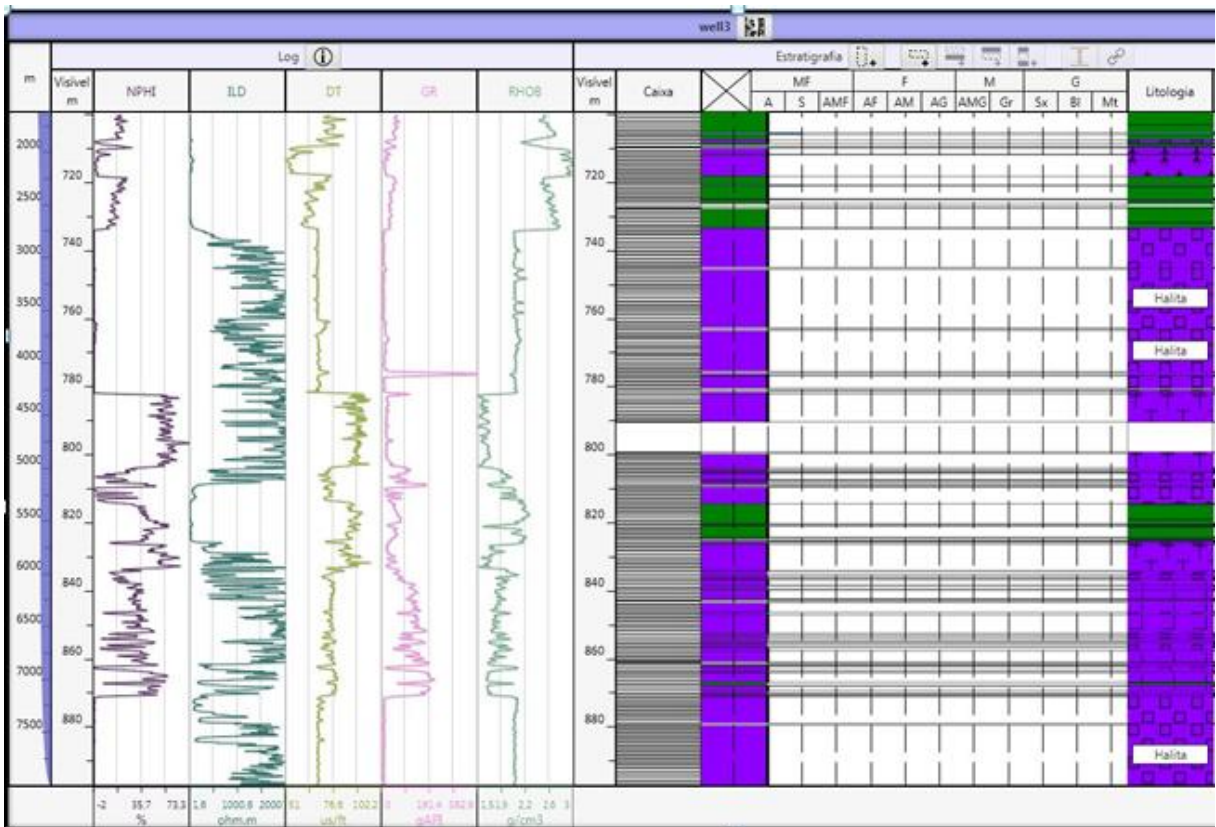 well3
Log
Estratigrafia
m
Visível
m
NPHI
ILD
DT
GR
RHOB
Visível
m
Caixa
MF
F
M
G
Litologia
A
S
AMF
AF
AM
AG
AMG
Gr
Sx
Bl
Mt
2000
2500
3000
3500
4000
4500
5000
5500
6000
6500
7000
7500
720
740
760
780
800
820
840
860
880
720
740
760
780
800
820
840
860
880
Halita
Halita
Halita
-2 35.7 73.3
1.6 1000.8 2000
51 76.6 102.2
0 191.4
2.2 2.6 3
%
ohm.m
us/ft
gAPI
g/cm3